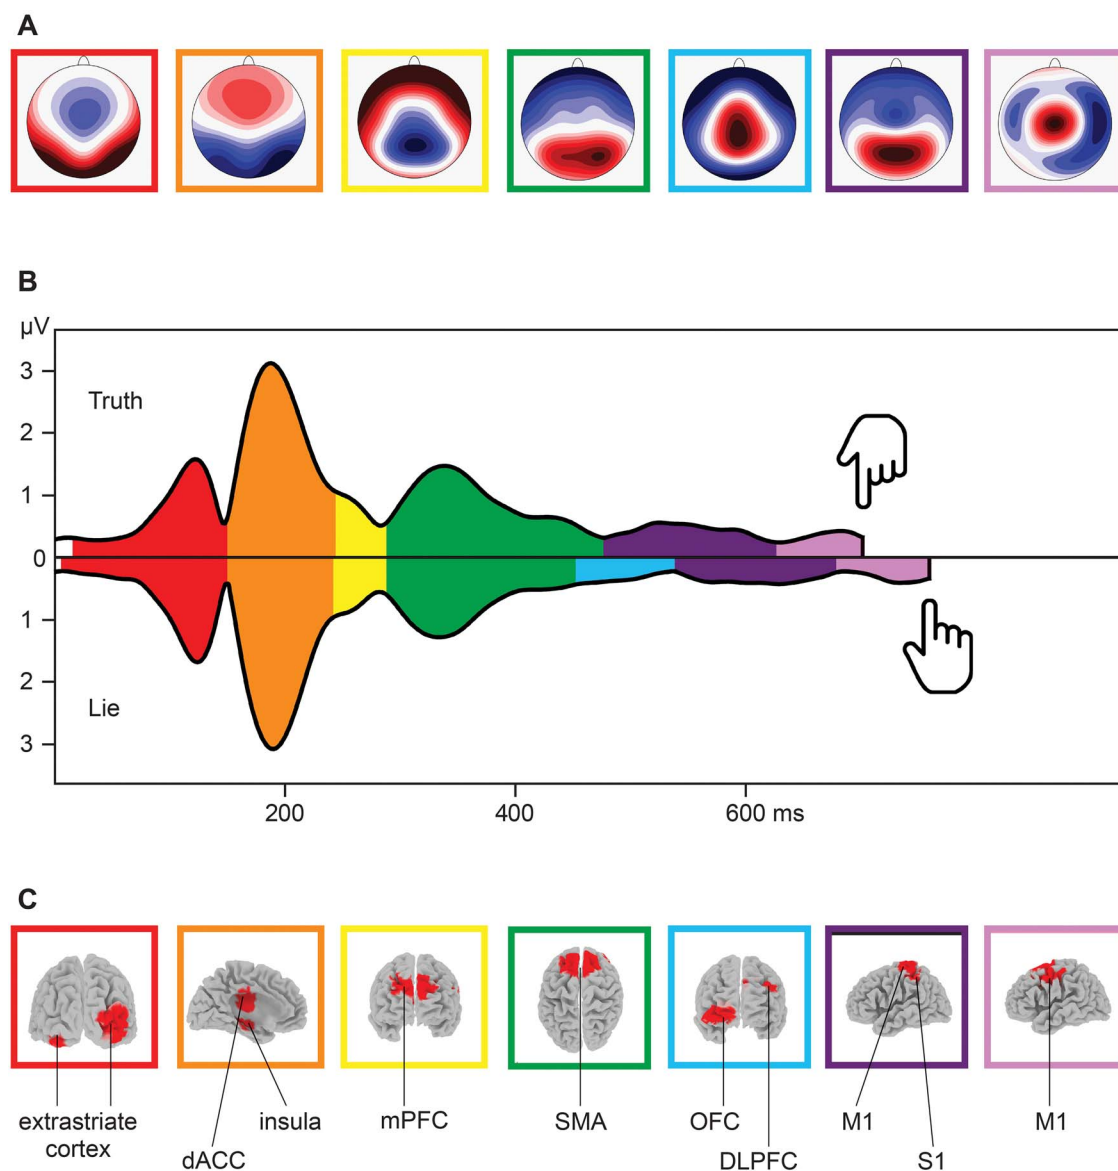 A
B
µV
3
Truth
2
1
0
1
2
Lie
3
200
400
600 ms
C
extrastriate
cortex
dACC
insula
mPFC
SMA
OFC
DLPFC
M1
S1
M1